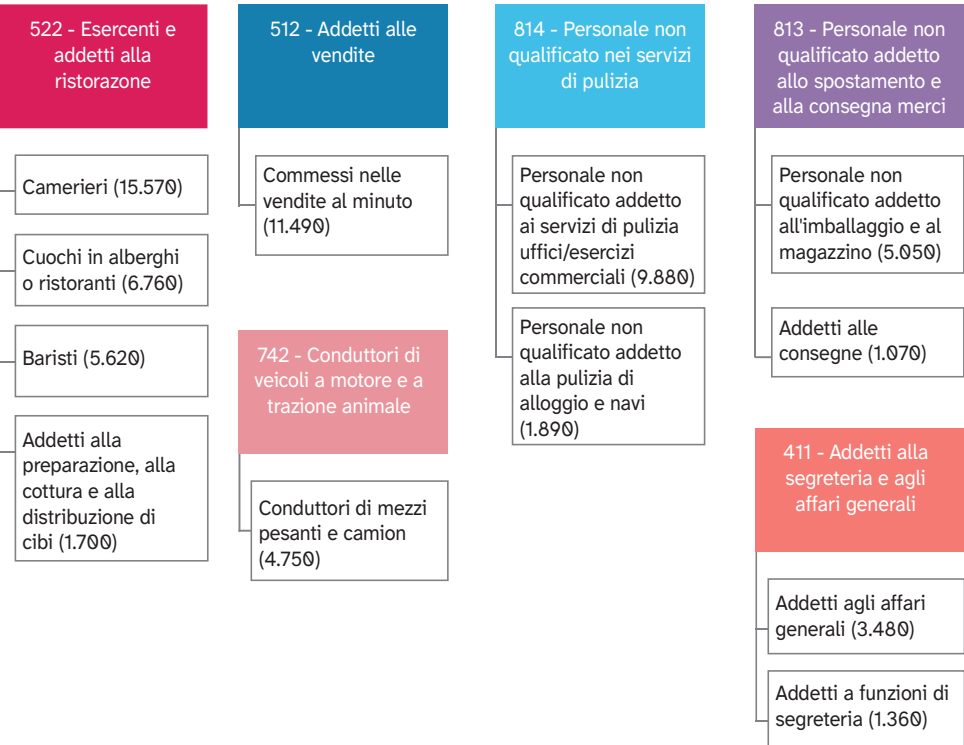 522 - Esercenti e
addetti alla
ristorazone
Camerieri (15.570)
Cuochi in alberghi
o ristoranti (6.760)
Baristi (5.620)
Addetti alla
preparazione, alla
cottura e alla
distribuzione di
cibi (1.700)
512 - Addetti alle
vendite
Commessi nelle
vendite al minuto
(11.490)
742 - Conduttori di
veicoli a motore e a
trazione animale
Conduttori di mezzi
pesanti e camion
(4.750)
814 - Personale non
qualificato nei servizi
di pulizia
Personale non
qualificato addetto
ai servizi di pulizia
uffici/esercizi
commerciali (9.880)
Personale non
qualificato addetto
alla pulizia di
alloggio e navi
(1.890)
813 - Personale non
qualificato addetto
allo spostamento e
alla consegna merci
Personale non
qualificato addetto
all'imballaggio e al
magazzino (5.050)
Addetti alle
consegne (1.070)
411 - Addetti alla
segreteria e agli
affari generali
Addetti agli affari
generali (3.480)
Addetti a funzioni di
segreteria (1.360)